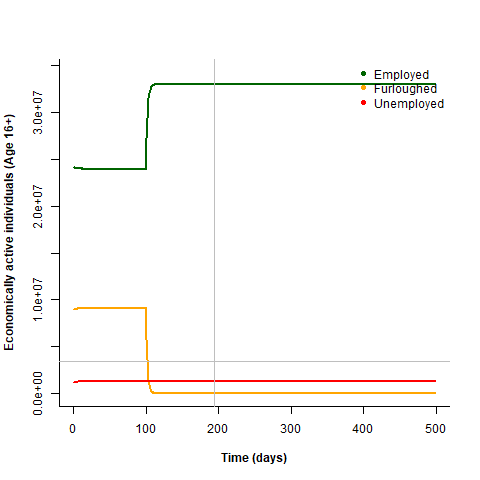 Employed
Furloughed
Unemployed
Economically active individuals (Age 16+)
3.0e+07
2.0e+07
1.0e+07
0.0e+00
0 100 200 300 400 500
Time (days)